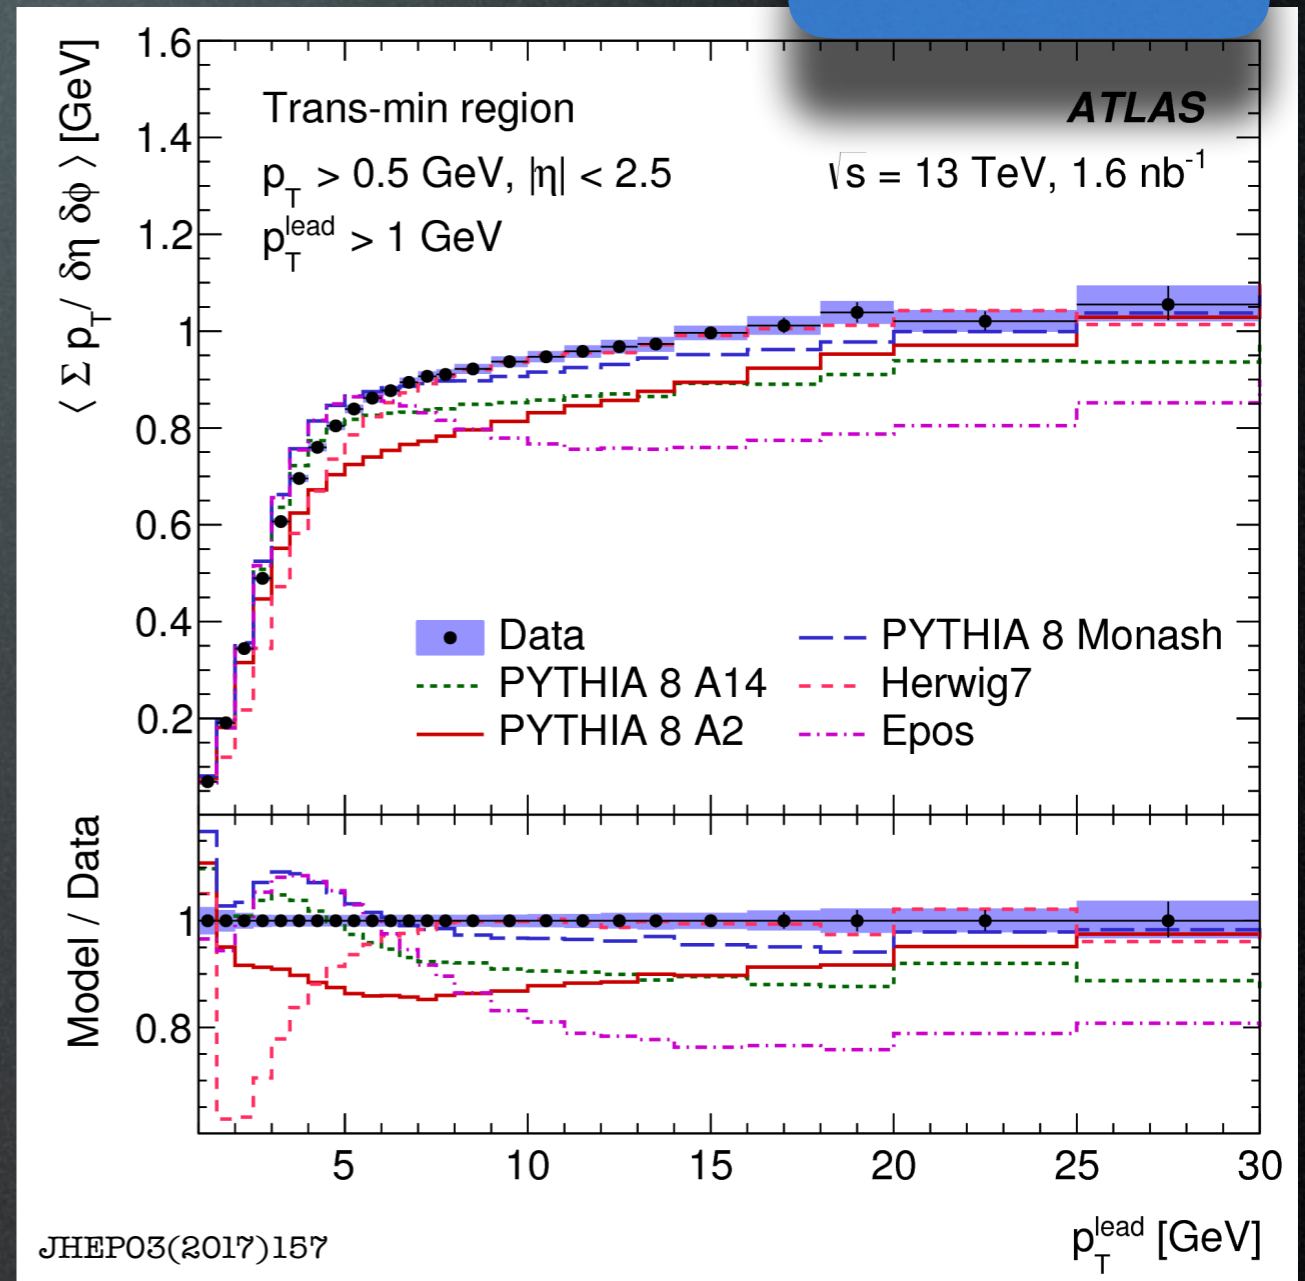 1.6
1.4
1.2
1
0.8
0.6
0.4
0.2
⟨ Σ p_T / δη δϕ ⟩ [GeV]
Trans-min region
ATLAS
p_T > 0.5 GeV, |η| < 2.5
√s = 13 TeV, 1.6 nb⁻¹
p_T^lead > 1 GeV
Data
PYTHIA 8 A14
PYTHIA 8 A2
PYTHIA 8 Monash
Herwig7
Epos
Model / Data
1
0.8
5 10 15 20 25 30
p_T^lead [GeV]
JHEP03(2017)157